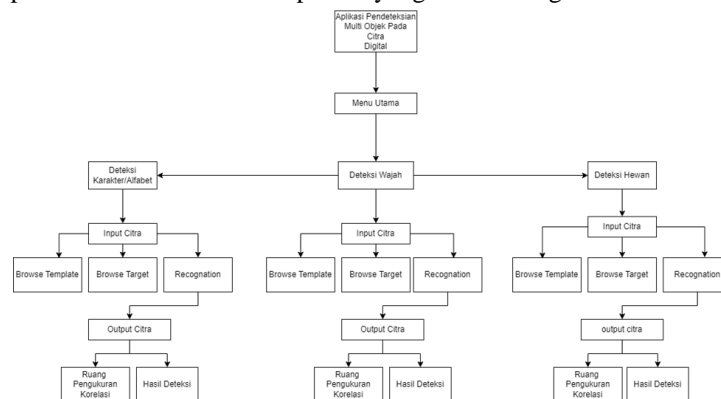 Aplikasi Pendeteksian
Multi Objek Pada
Citra
Digital
Menu Utama
Deteksi
Karakter/Alfabet
Deteksi Wajah
Deteksi Hewan
Input Citra
Input Citra
Input Citra
Browse Template
Browse Target
Recognation
Browse Template
Browse Target
Recognation
Browse Template
Browse Target
Recognation
Output Citra
Output Citra
output citra
Ruang
Pengukuran
Korelasi
Hasil Deteksi
Ruang
Pengukuran
Korelasi
Hasil Deteksi
Ruang
Pengukuran
Korelasi
Hasil Deteksi